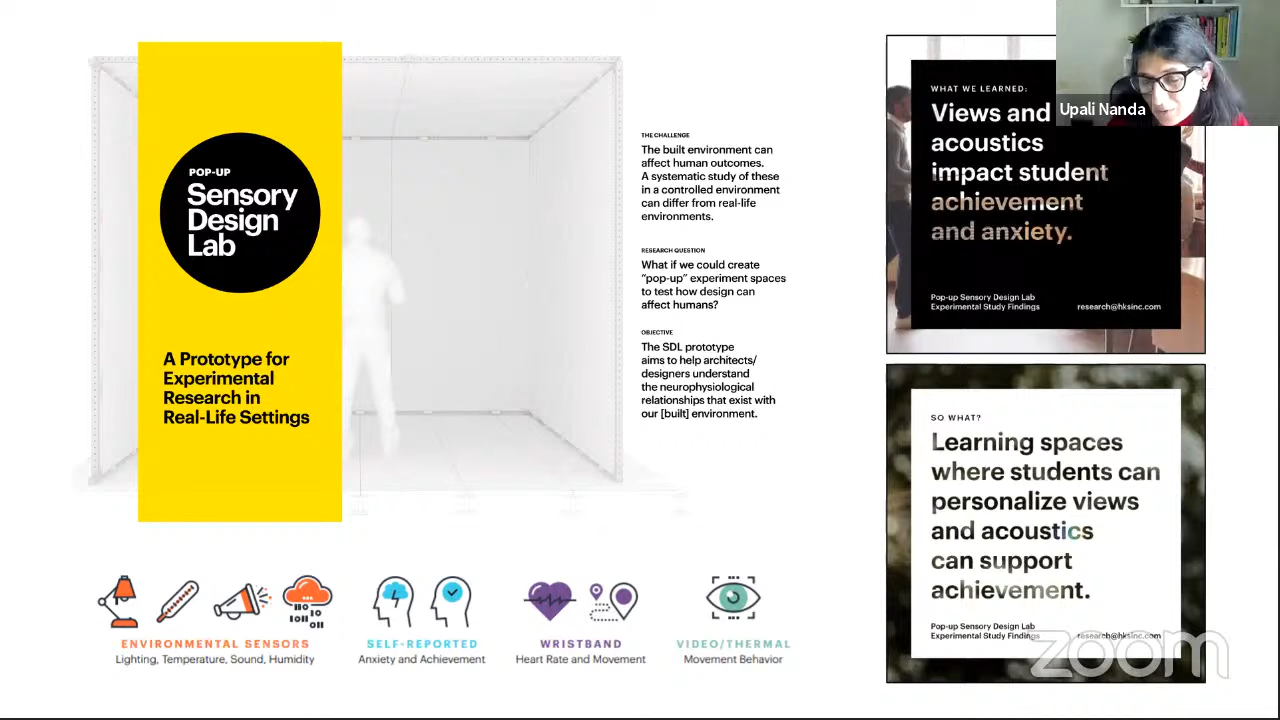 POP-UP
Sensory
Design
Lab
A Prototype for
Experimental
Research in
Real-Life Settings
THE CHALLENGE
The built environment can
affect human outcomes.
A systematic study of these
in a controlled environment
can differ from real-life
environments.
RESEARCH QUESTION
What if we could create
“pop-up” experiment spaces
to test how design can
affect humans?
OBJECTIVE
The SDL prototype
aims to help architects/
designers understand
the neurophysiological
relationships that exist with
our [built] environment.
ENVIRONMENTAL SENSORS
Lighting, Temperature, Sound, Humidity
SELF-REPORTED
Anxiety and Achievement
WRISTBAND
Heart Rate and Movement
VIDEO/THERMAL
Movement Behavior
WHAT WE LEARNED:
Views and
acoustics
impact student
achievement
and anxiety.
Pop-up Sensory Design Lab
Experimental Study Findings
research@hksinc.com
Upali Nanda
SO WHAT?
Learning spaces
where students can
personalize views
and acoustics
can support
achievement.
Pop-up Sensory Design Lab
Experimental Study Findings
research@hksinc.com
zoom